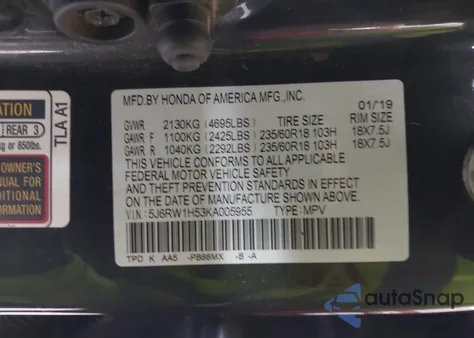 MFD.BY HONDA OF AMERICA MFG.,INC.
01/19
GVWR 2130KG (4695LBS) TIRE SIZE RIM SIZE
GAWR F 1100KG (2425LBS) 235/60R18 103H 18X7.5J
GAWR R 1040KG (2292LBS) 235/60R18 103H 18X7.5J
THIS VEHICLE CONFORMS TO ALL APPLICABLE
FEDERAL MOTOR VEHICLE SAFETY
AND THEFT PREVENTION STANDARDS IN EFFECT
ON THE DATE OF MANUFACTURE SHOWN ABOVE.
V.I.N: 5J6RW1H53KA005955 TYPE: MPV
TPD K AA5 -PB88MX -B -A
ATION
REAR 3
kg or 850lbs.
OWNER'S
NUAL FOR
DITIONAL
ORMATION
TLA A1
autoSnap